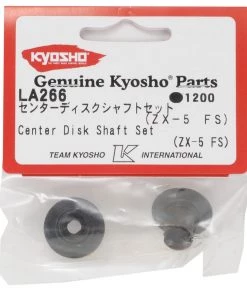 KYOSHO
Genuine Kyosho Parts
LA266 ●1200
センターディスクシャフトセット
(ZX-5 FS)
Center Disk Shaft Set
(ZX-5 FS)
TEAM KYOSHO K INTERNATIONAL